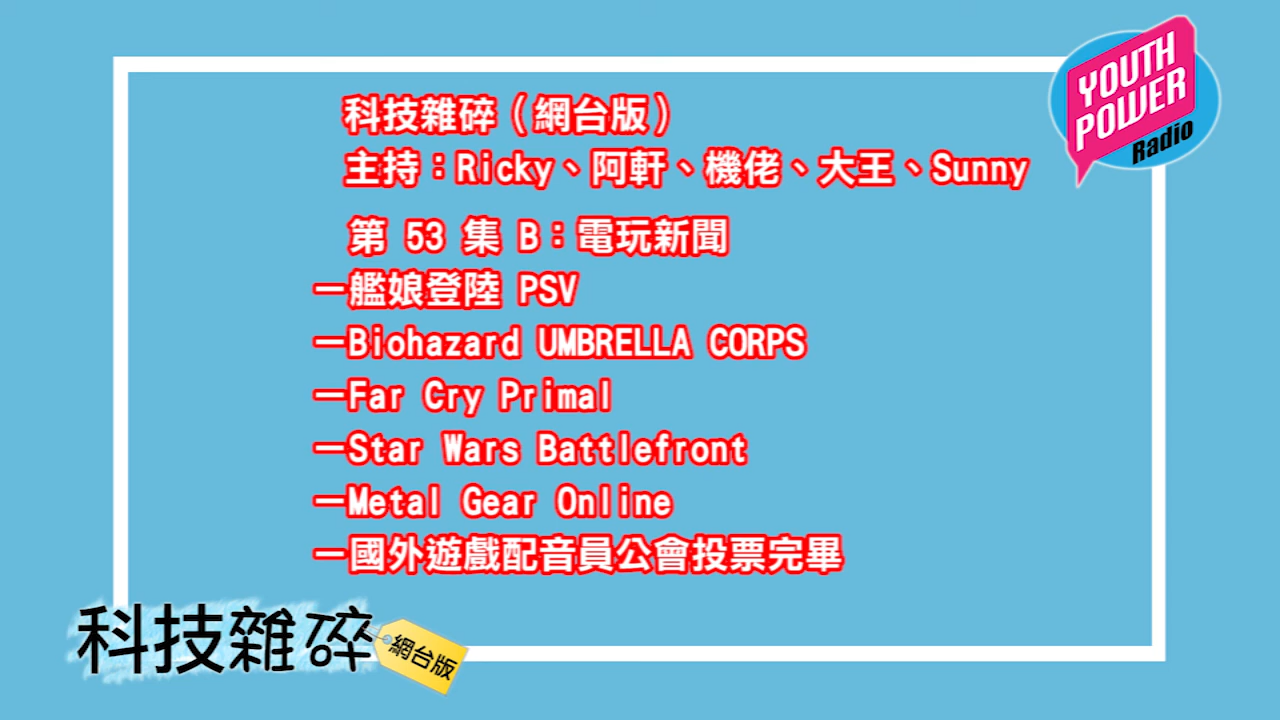 YOUTH
POWER
Radio
科技雜碎（網台版）
主持：Ricky、阿軒、機佬、大王、Sunny
第 53 集 B：電玩新聞
－艦娘登陸 PSV
－Biohazard UMBRELLA CORPS
－Far Cry Primal
－Star Wars Battlefront
－Metal Gear Online
－國外遊戲配音員公會投票完畢
科技雜碎
網台版